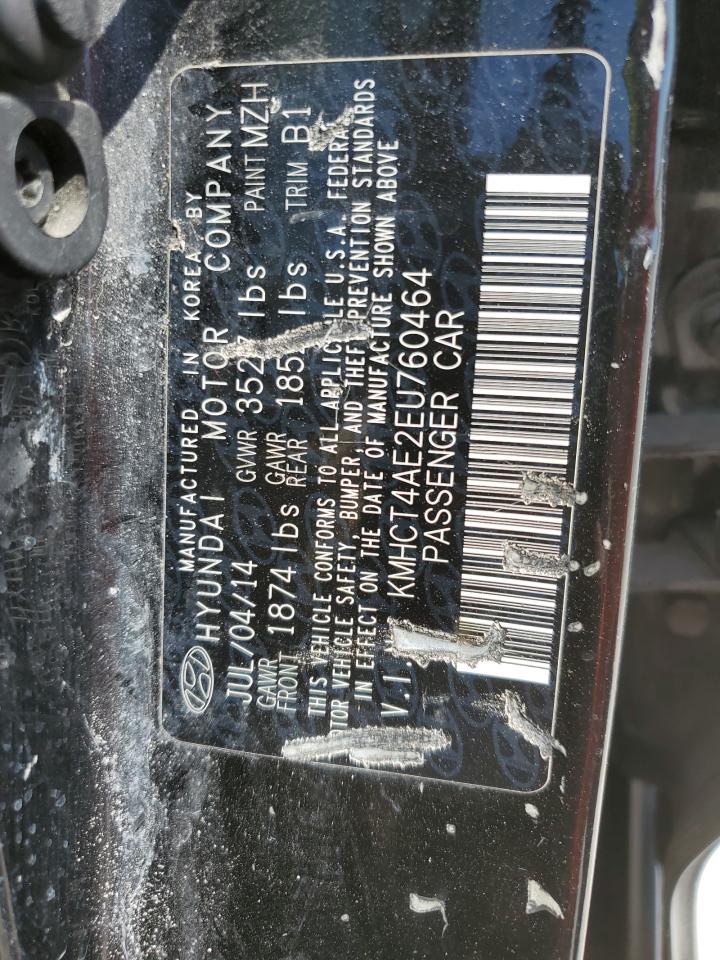 MANUFACTURED IN KOREA BY
HYUNDAI MOTOR COMPANY
JUL/04/14 GVWR lbs PAINT MZH
GAWR FRONT 1874 lbs GAWR REAR lbs TRIM B1
THIS VEHICLE CONFORMS TO ALL APPLICABLE U.S.A. FEDERAL
MOTOR VEHICLE SAFETY, BUMPER, AND THEFT PREVENTION STANDARDS
IN EFFECT ON THE DATE OF MANUFACTURE SHOWN ABOVE
V.I. KMHCT4AE2EU760464
PASSENGER CAR